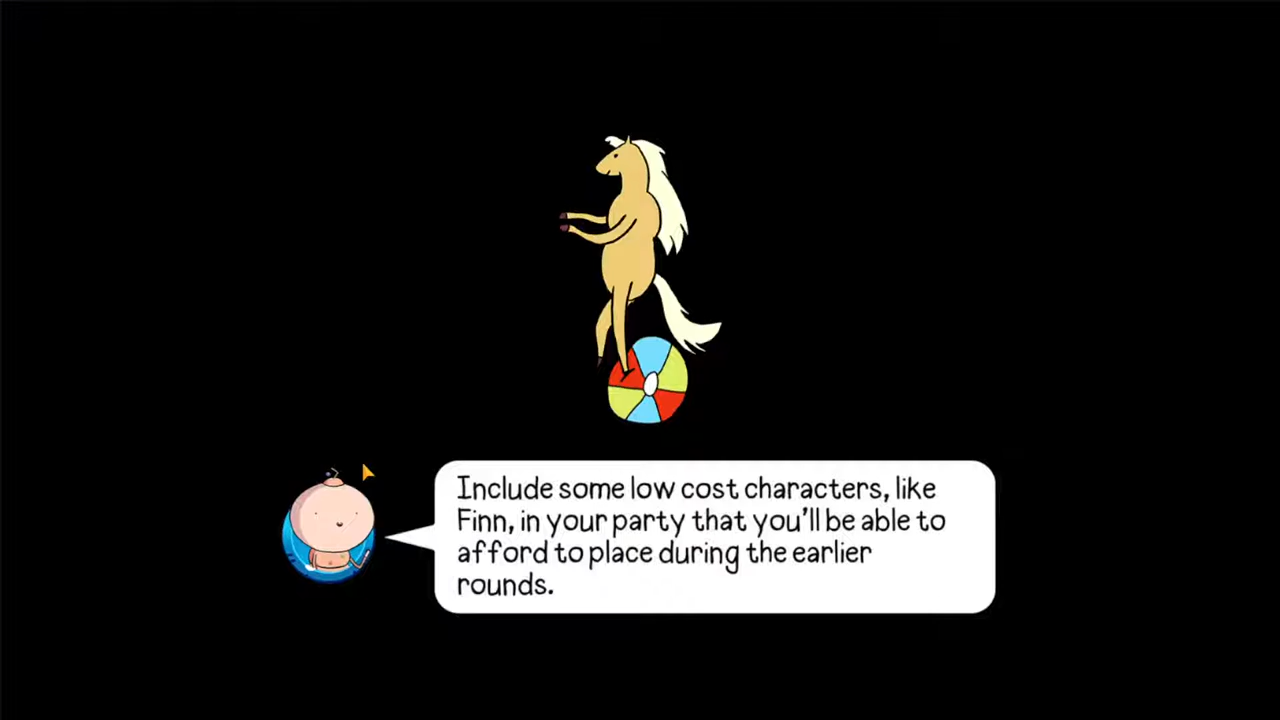 Include some low cost characters, like
Finn, in your party that you'll be able to
afford to place during the earlier
rounds.